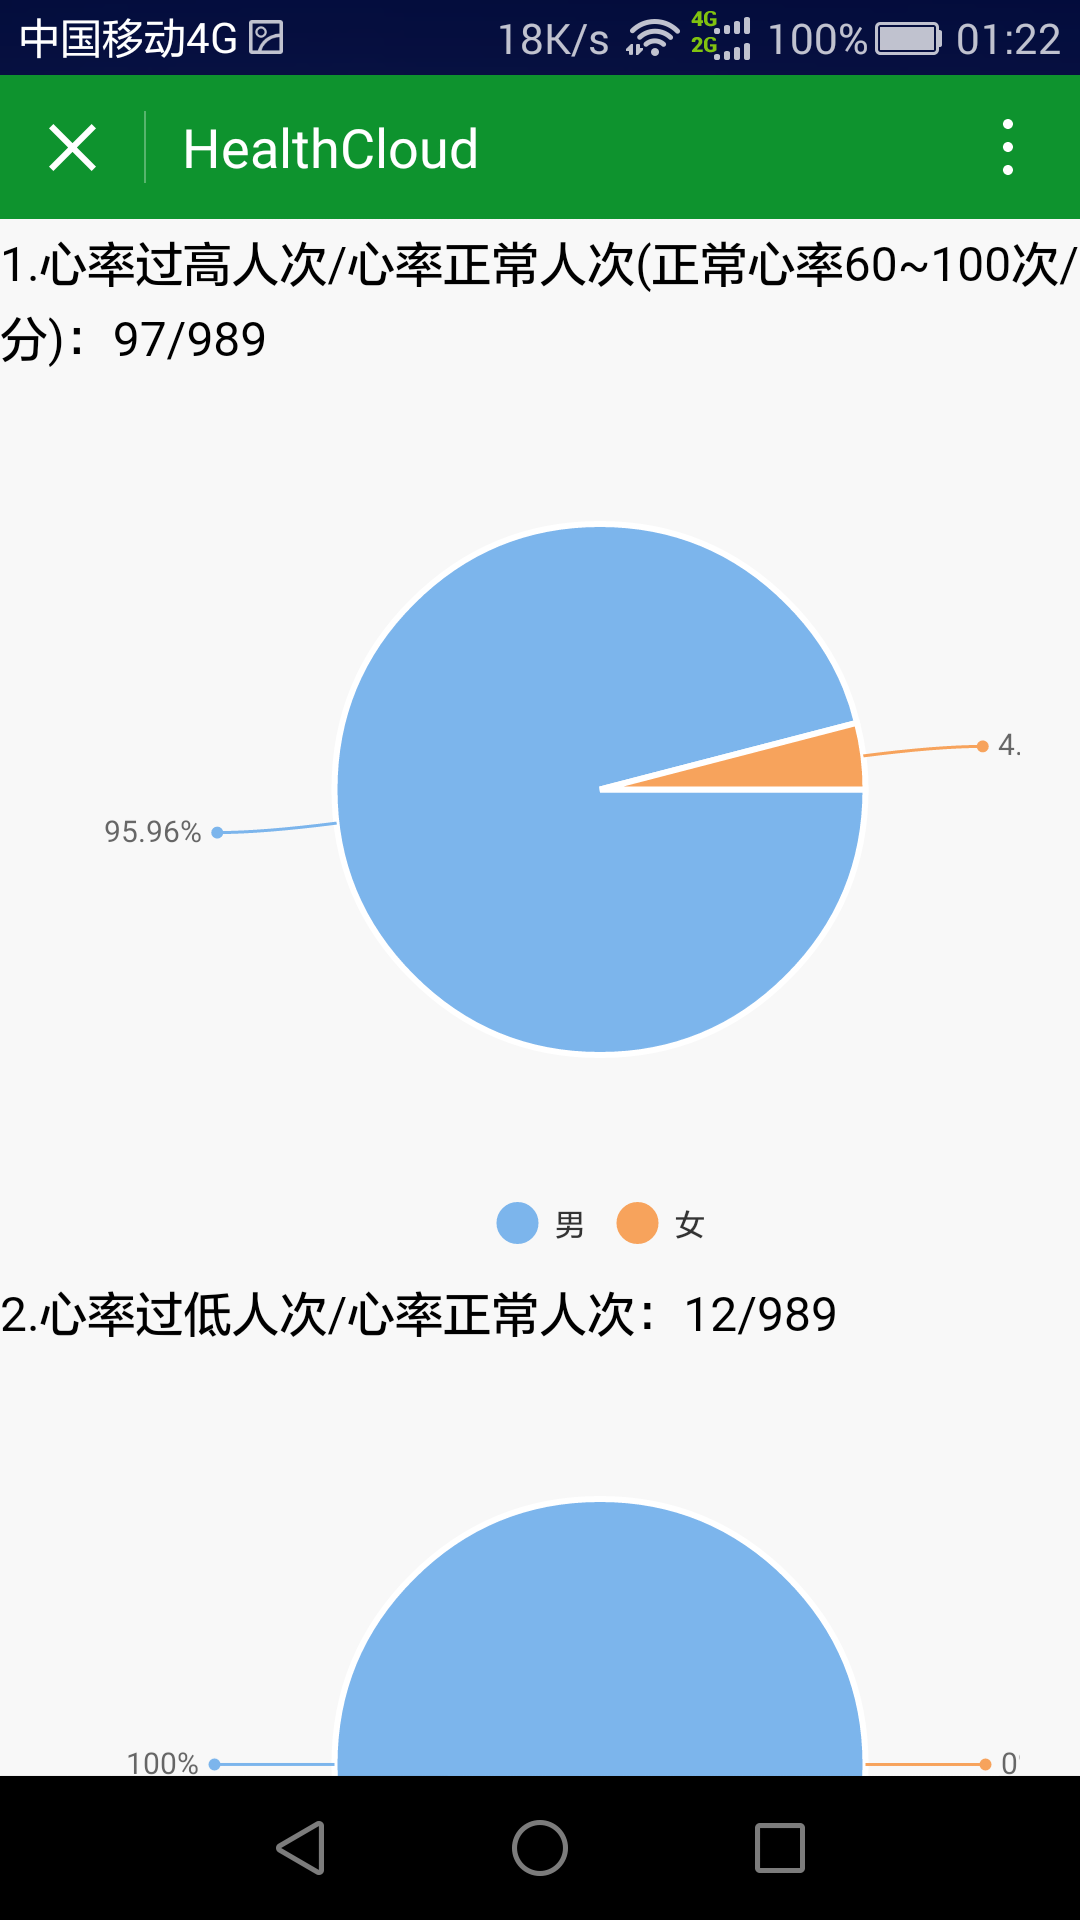 中国移动4G 18K/s 4G 2G 100% 01:22
HealthCloud
1.心率过高人次/心率正常人次(正常心率60~100次/
分)：97/989
4.
95.96%
男 女
2.心率过低人次/心率正常人次：12/989
100% 0